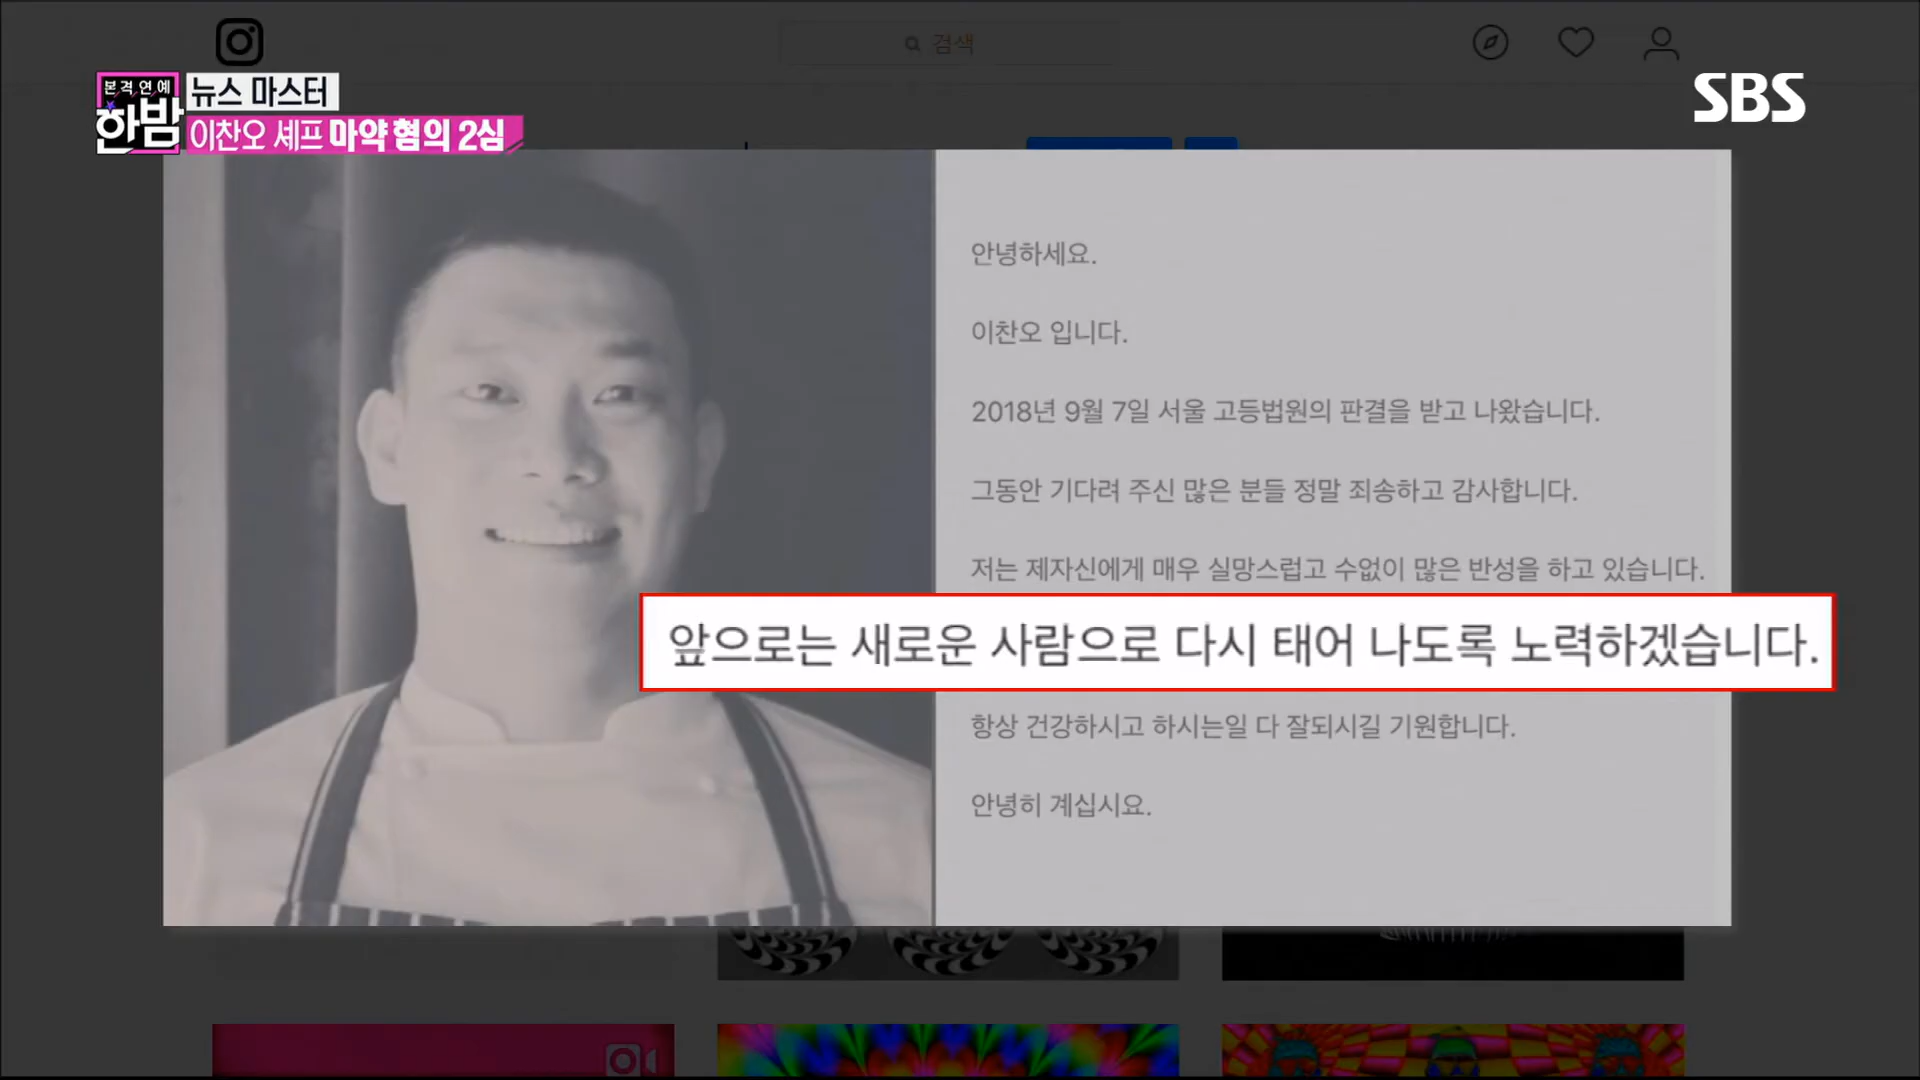 검색
본격연예
한밤
뉴스 마스터
이찬오 셰프 마약 혐의 2심
SBS
안녕하세요.
이찬오 입니다.
2018년 9월 7일 서울 고등법원의 판결을 받고 나왔습니다.
그동안 기다려 주신 많은 분들 정말 죄송하고 감사합니다.
저는 제자신에게 매우 실망스럽고 수없이 많은 반성을 하고 있습니다.
앞으로는 새로운 사람으로 다시 태어 나도록 노력하겠습니다.
항상 건강하시고 하시는일 다 잘되시길 기원합니다.
안녕히 계십시요.